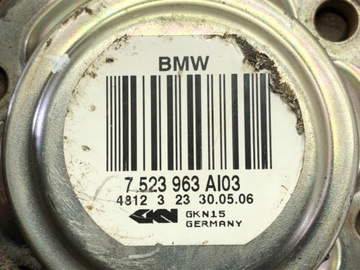 BMW
7 523 963 AI03
4812 3 23 30.05.06
GKN GKN15
GERMANY